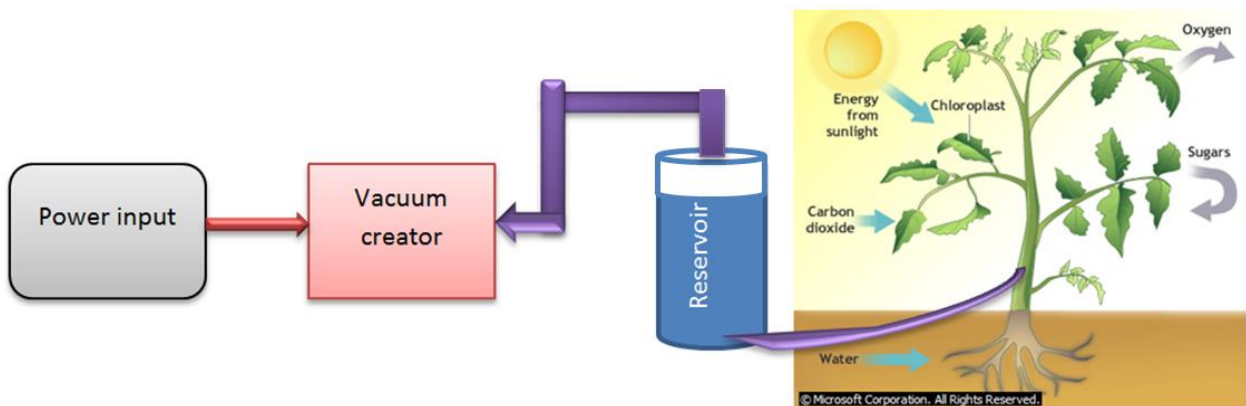 Power input
Vacuum
creator
Reservoir
Energy
from
sunlight
Chloroplast
Oxygen
Sugars
Carbon
dioxide
Water
© Microsoft Corporation. All Rights Reserved.